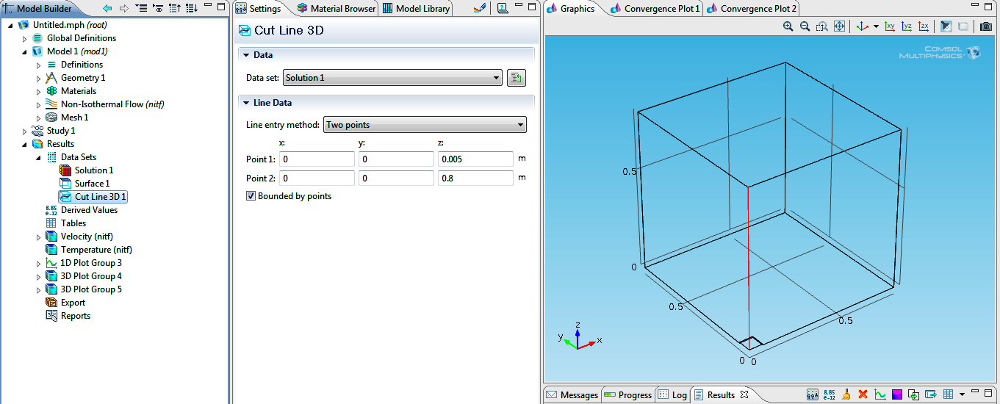 Model Builder
Untitled.mph (root)
Global Definitions
Model 1 (mod1)
Definitions
Geometry 1
Materials
Non-Isothermal Flow (nitf)
Mesh 1
Study 1
Results
Data Sets
Solution 1
Surface 1
Cut Line 3D 1
8.85
e-12
Derived Values
Tables
Velocity (nitf)
Temperature (nitf)
1D Plot Group 3
3D Plot Group 4
3D Plot Group 5
Export
Reports
Settings
Material Browser
Model Library
Cut Line 3D
Data
Data set: Solution 1
Line Data
Line entry method: Two points
x: y: z:
Point 1: 0 0 0.005 m
Point 2: 0 0 0.8 m
Bounded by points
Graphics
Convergence Plot 1
Convergence Plot 2
xy yz zx
COMSOL
MULTIPHYSICS
0.5
0
0.5
0.5
0 0
z
y
x
Messages
Progress
Log
Results
8.85
e-12